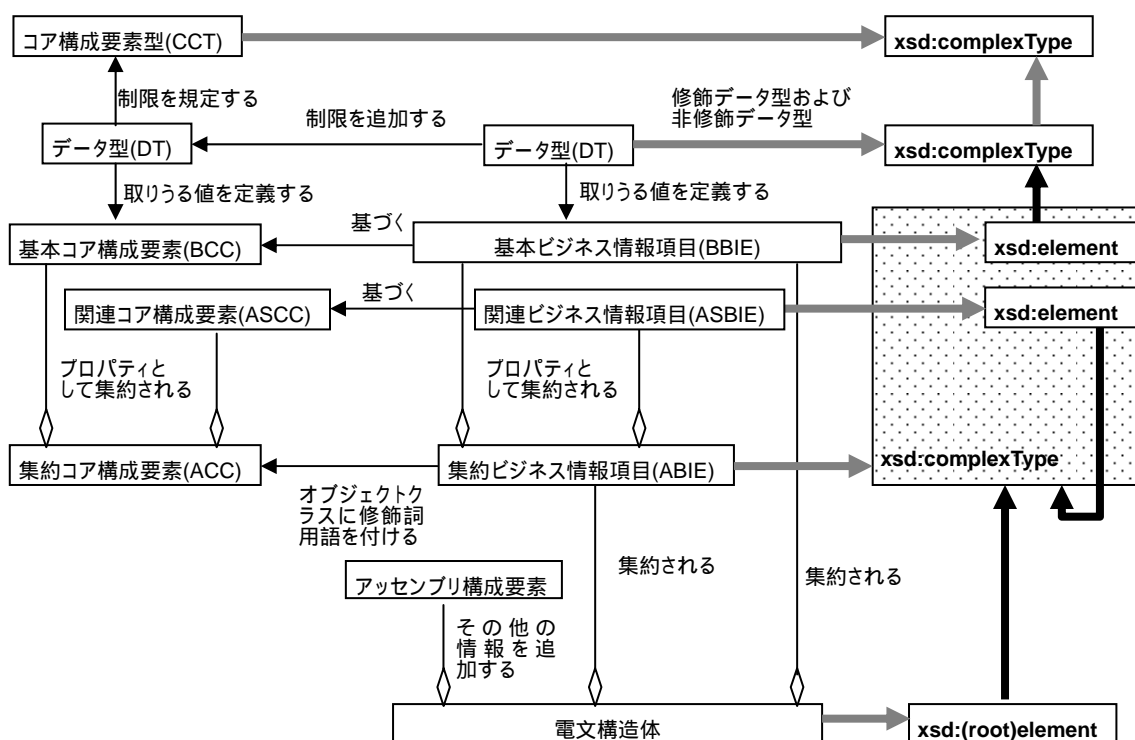 コア構成要素型(CCT)
xsd:complexType
制限を規定する
制限を追加する
修飾データ型および
非修飾データ型
データ型(DT)
データ型(DT)
xsd:complexType
取りうる値を定義する
取りうる値を定義する
基本コア構成要素(BCC)
基づく
基本ビジネス情報項目(BBIE)
xsd:element
関連コア構成要素(ASCC)
基づく
関連ビジネス情報項目(ASBIE)
xsd:element
プロパティと
して集約される
プロパティと
して集約される
集約コア構成要素(ACC)
集約ビジネス情報項目(ABIE)
xsd:complexType
オブジェクトク
ラスに修飾詞
用語を付ける
集約される
集約される
アッセンブリ構成要素
その他の
情報を追
加する
電文構造体
xsd:(root)element